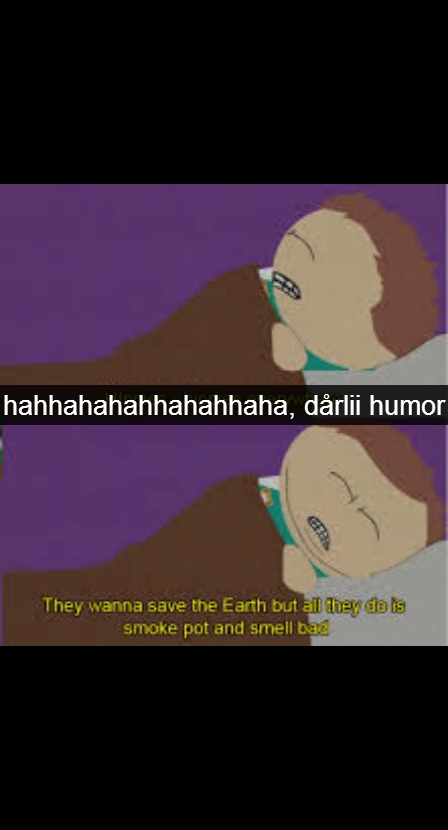 hahhahahahhahahhaha, dårlii humor
They wanna save the Earth but all they do is
smoke pot and smell bad